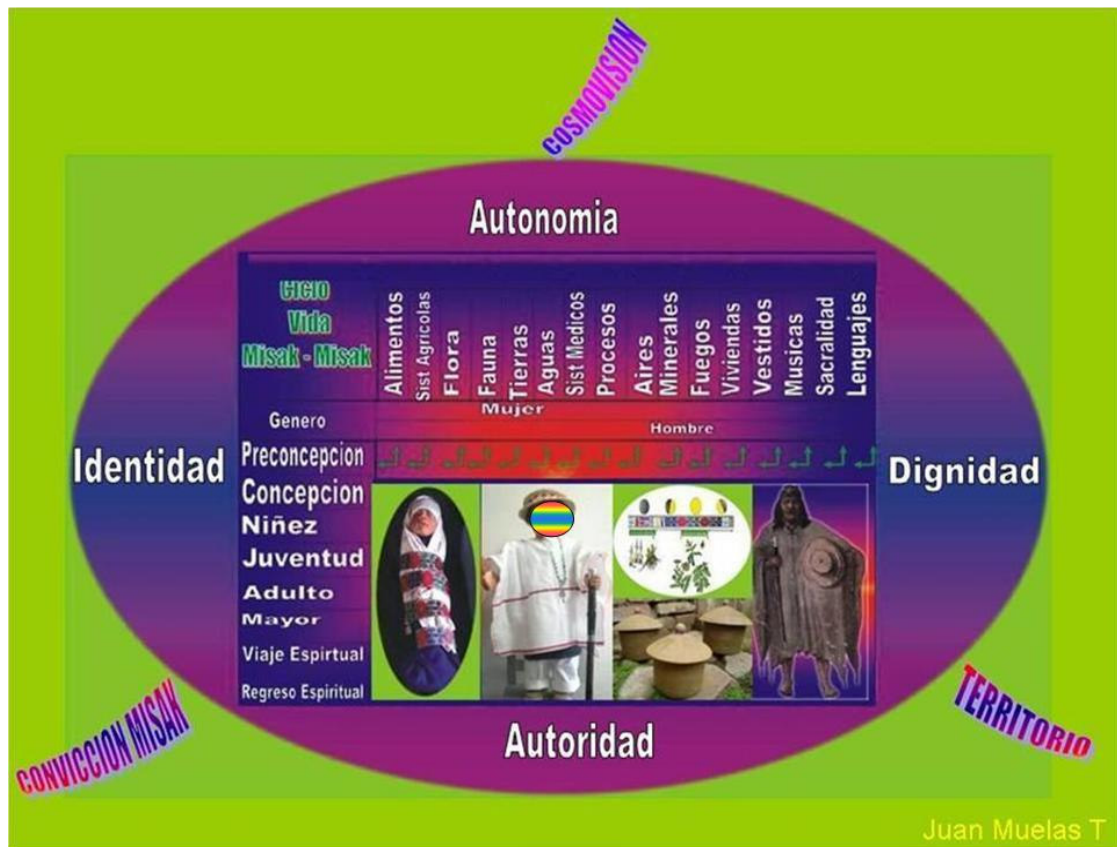 COSMOVISION
Autonomia
Ciclo
Vida
Misak - Misak
Alimentos
Sist Agricolas
Flora
Fauna
Tierras
Aguas
Sist Medicos
Procesos
Aires
Minerales
Fuegos
Viviendas
Vestidos
Musicas
Sacralidad
Lenguajes
Genero
Mujer
Hombre
Preconcepcion
Concepcion
Niñez
Juventud
Adulto
Mayor
Viaje Espirtual
Regreso Espiritual
Identidad
Dignidad
Autoridad
CONVICCION MISAK
TERRITORIO
Juan Muelas T